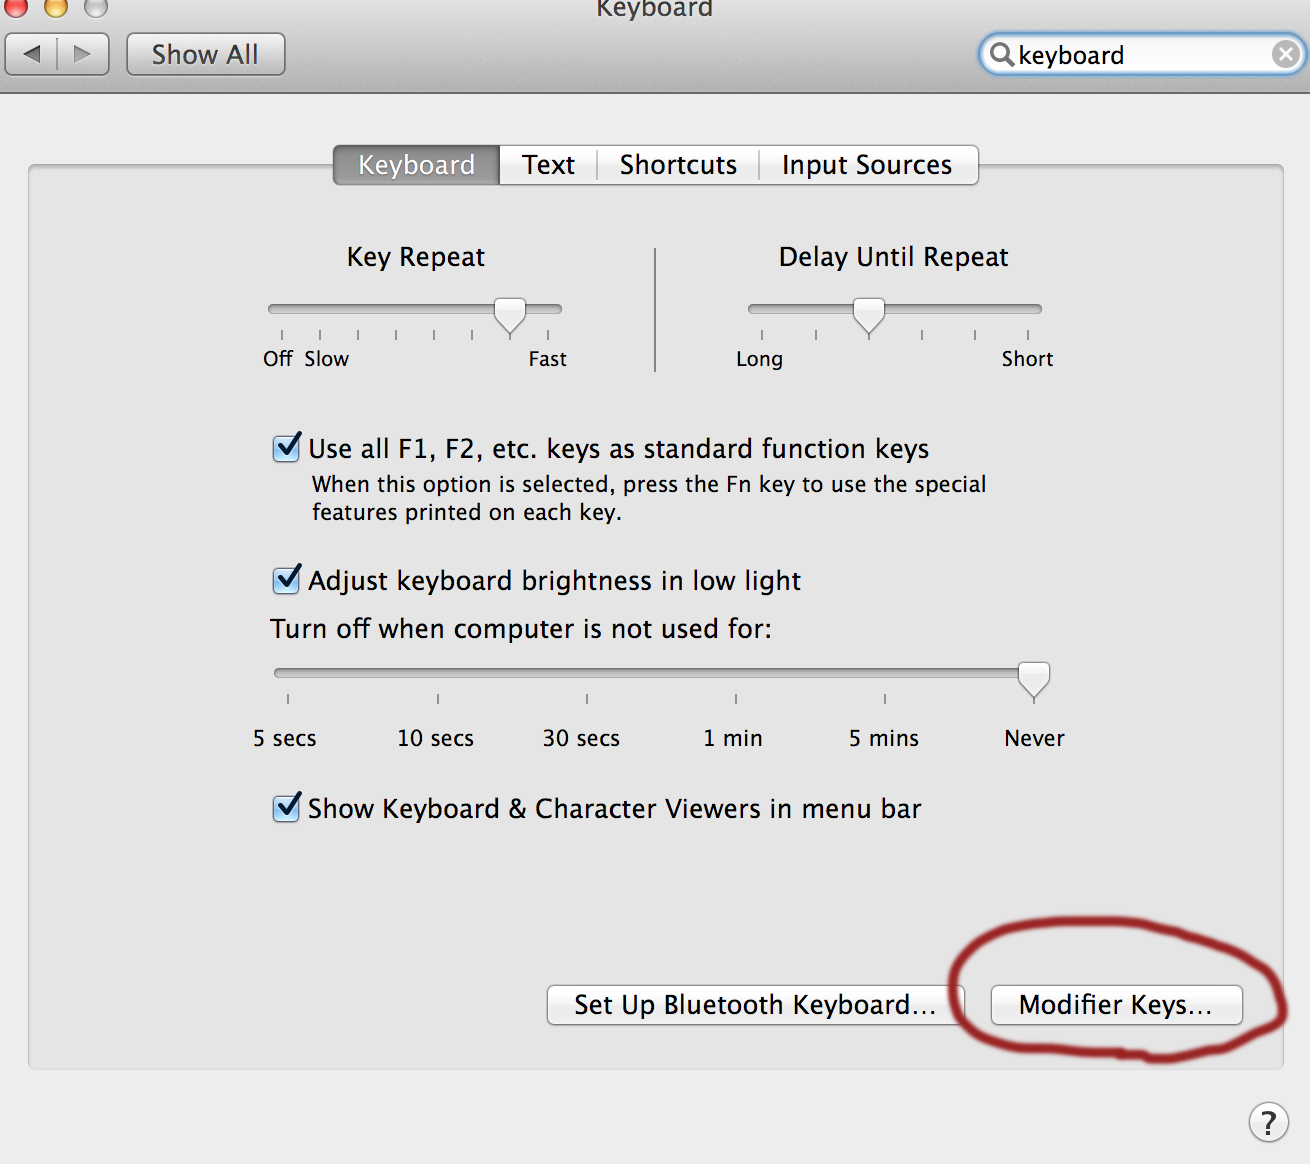 Keyboard
Show All
keyboard
Keyboard Text Shortcuts Input Sources
Key Repeat
Delay Until Repeat
Off Slow Fast
Long Short
Use all F1, F2, etc. keys as standard function keys
When this option is selected, press the Fn key to use the special
features printed on each key.
Adjust keyboard brightness in low light
Turn off when computer is not used for:
5 secs 10 secs 30 secs 1 min 5 mins Never
Show Keyboard & Character Viewers in menu bar
Set Up Bluetooth Keyboard... Modifier Keys...
?